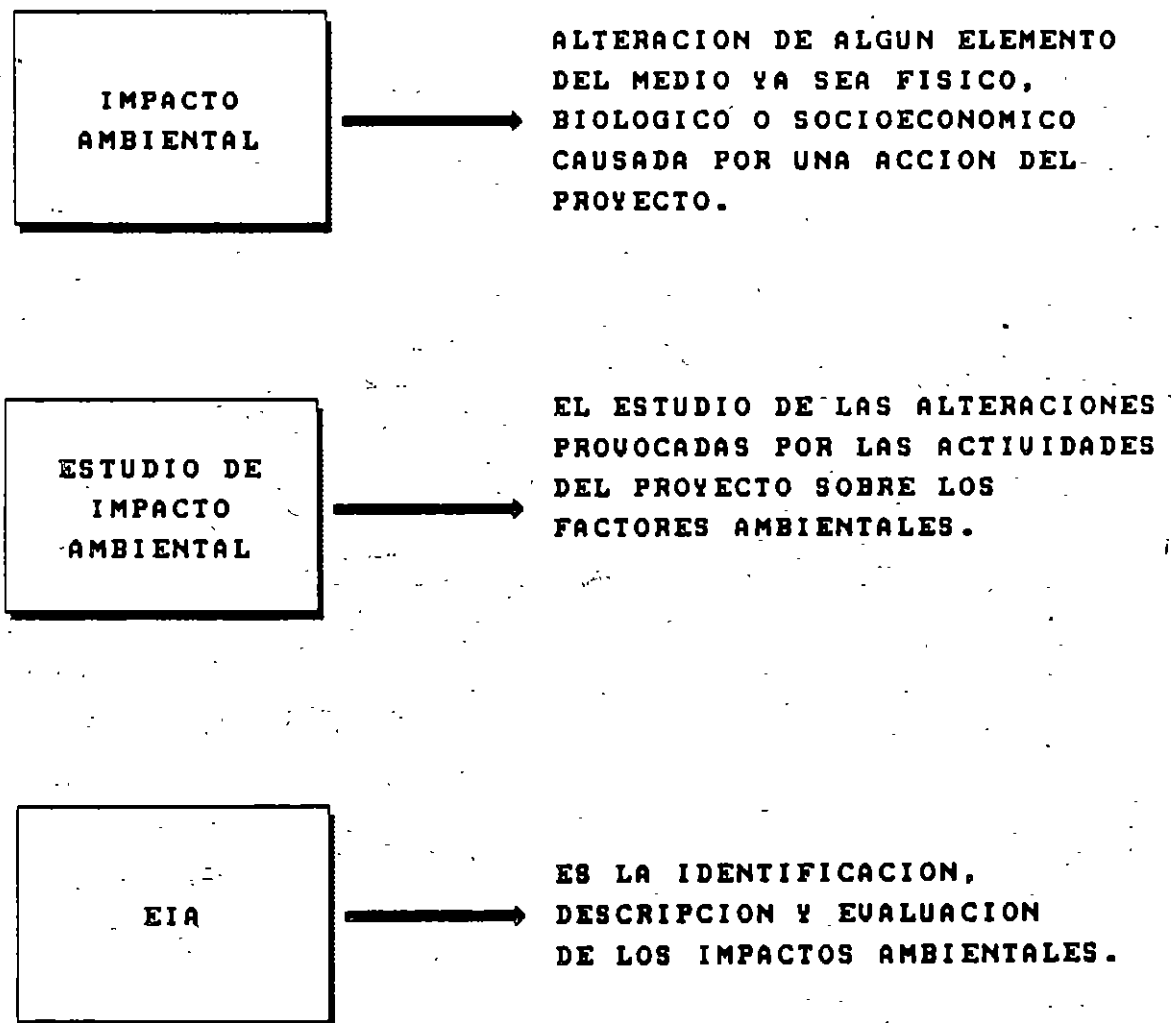 IMPACTO
AMBIENTAL
ALTERACION DE ALGUN ELEMENTO
DEL MEDIO YA SEA FISICO,
BIOLOGICO O SOCIOECONOMICO
CAUSADA POR UNA ACCION DEL
PROYECTO.
ESTUDIO DE
IMPACTO
AMBIENTAL
EL ESTUDIO DE LAS ALTERACIONES
PROVOCADAS POR LAS ACTIVIDADES
DEL PROYECTO SOBRE LOS
FACTORES AMBIENTALES.
EIA
ES LA IDENTIFICACION,
DESCRIPCION Y EVALUACION
DE LOS IMPACTOS AMBIENTALES.